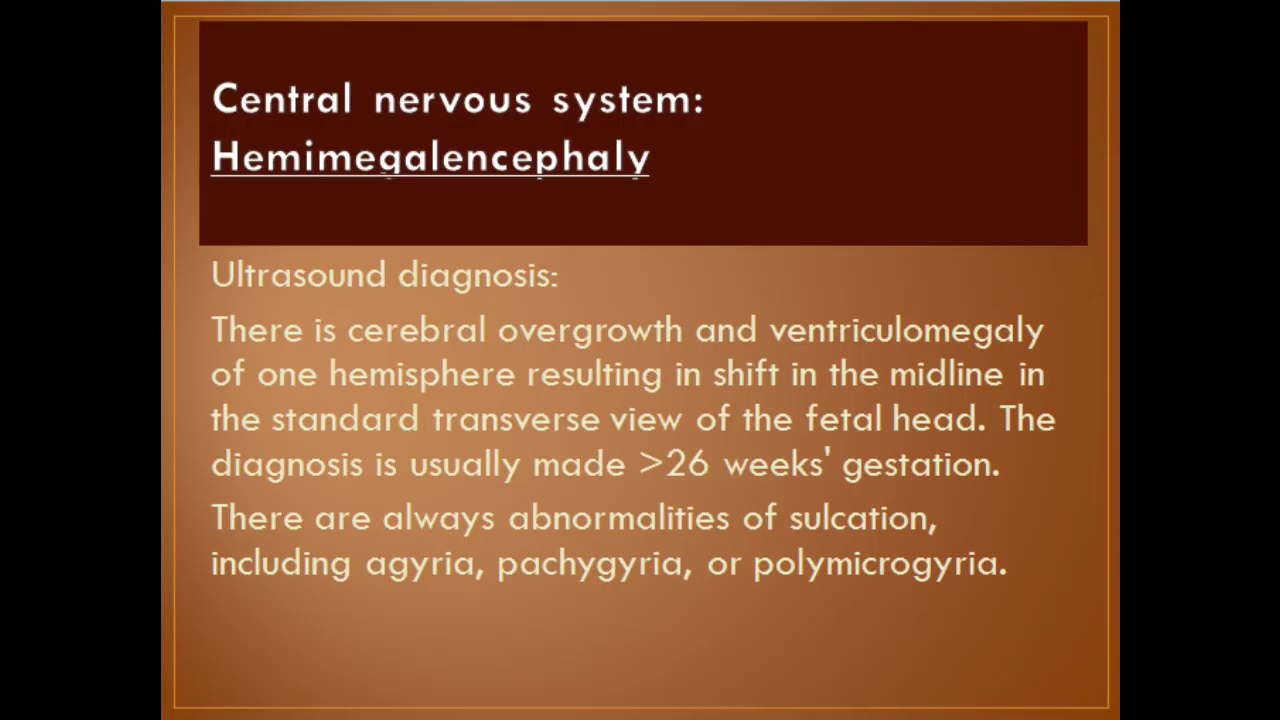 Central nervous system:
Hemimegalencephaly
Ultrasound diagnosis:
There is cerebral overgrowth and ventriculomegaly
of one hemisphere resulting in shift in the midline in
the standard transverse view of the fetal head. The
diagnosis is usually made >26 weeks' gestation.
There are always abnormalities of sulcation,
including agyria, pachygyria, or polymicrogyria.